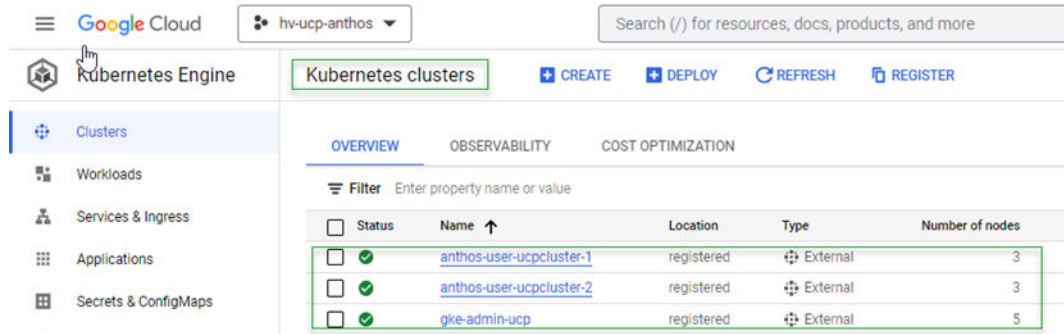 Google Cloud
hv-ucp-anthos
Search (/) for resources, docs, products, and more
Kubernetes Engine
Kubernetes clusters
CREATE
DEPLOY
REFRESH
REGISTER
Clusters
Workloads
Services & Ingress
Applications
Secrets & ConfigMaps
OVERVIEW
OBSERVABILITY
COST OPTIMIZATION
Filter Enter property name or value
Status Name Location Type Number of nodes
anthos-user-ucpcluster-1 registered External 3
anthos-user-ucpcluster-2 registered External 3
gke-admin-ucp registered External 5